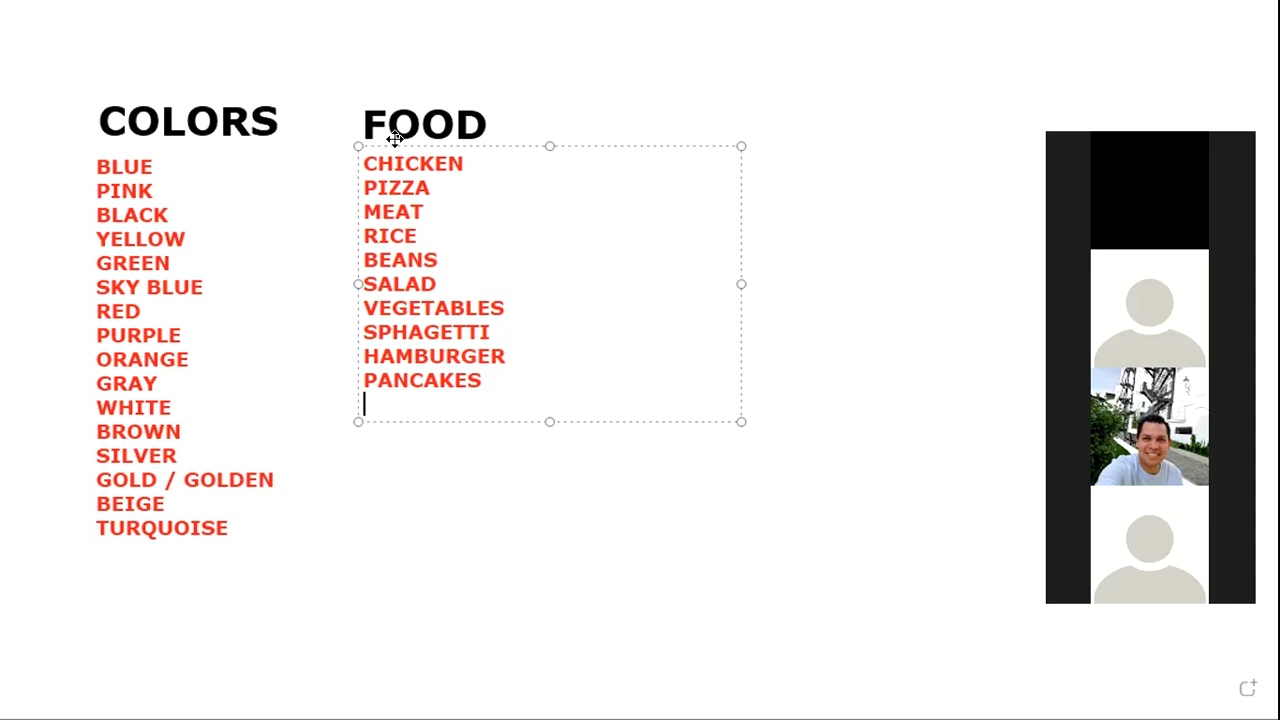 COLORS
BLUE
PINK
BLACK
YELLOW
GREEN
SKY BLUE
RED
PURPLE
ORANGE
GRAY
WHITE
BROWN
SILVER
GOLD / GOLDEN
BEIGE
TURQUOISE
FOOD
CHICKEN
PIZZA
MEAT
RICE
BEANS
SALAD
VEGETABLES
SPHAGETTI
HAMBURGER
PANCAKES